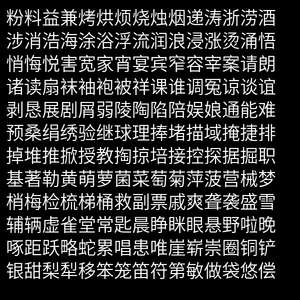 粉料益兼烤烘烦烧烛烟递涛浙涝酒
涉消浩海涂浴浮流润浪浸涨烫涌悟
悄悔悦害宽家宵宴宾窄容宰案请朗
诸读扇袜袖袍被祥课谁调冤谅谈谊
剥恳展剧屑弱陵陶陷陪娱娘通能难
预桑绢绣验继球理捧堵描域掩捷排
掉堆推掀授教掏掠培接控探据掘职
基著勒黄萌萝菌菜萄菊萍菠营械梦
梢梅检梳梯桶救副票戚爽聋袭盛雪
辅辆虚雀堂常匙晨睁眯眼悬野啦晚
啄距跃略蛇累唱患唯崖崭崇圈铜铲
银甜梨犁移笨笼笛符第敏做袋悠偿